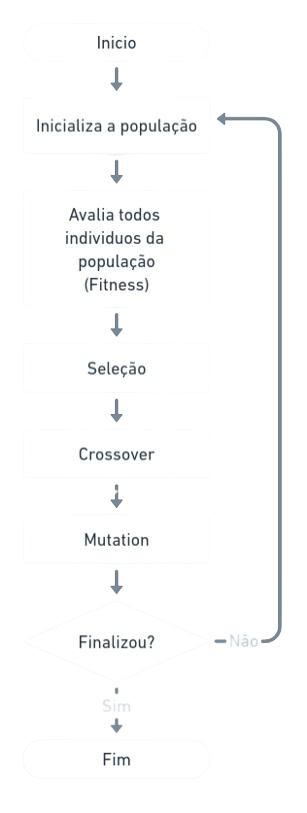 Inicio
Inicializa a população
Avalia todos
individuos da
população
(Fitness)
Seleção
Crossover
Mutation
Finalizou?
Não
Sim
Fim